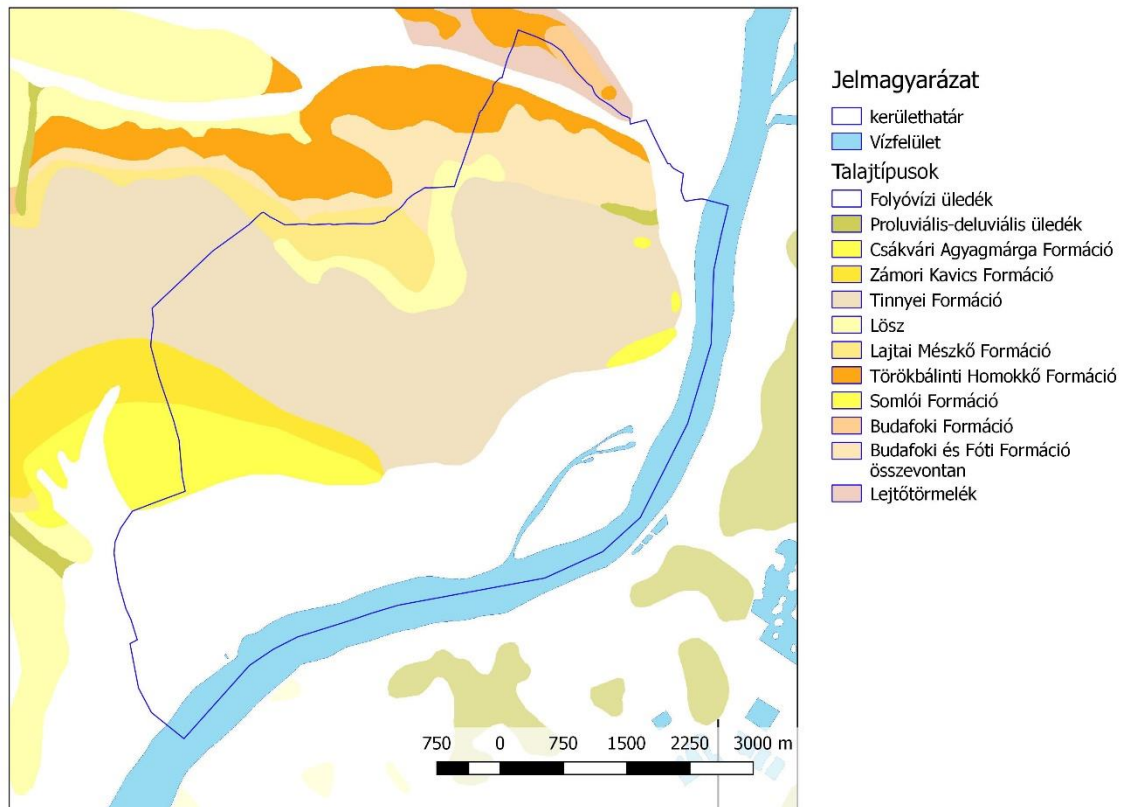 Jelmagyarázat
kerülethatár
Vízfelület
Talajtípusok
Folyóvízi üledék
Proluviális-deluviális üledék
Csákvári Agyagmárga Formáció
Zámori Kavics Formáció
Tinnyei Formáció
Lösz
Lajtai Mészkő Formáció
Törökbálinti Homokkő Formáció
Somlói Formáció
Budafoki Formáció
Budafoki és Fóti Formáció
összevontan
Lejtőtörmelék
750 0 750 1500 2250 3000 m